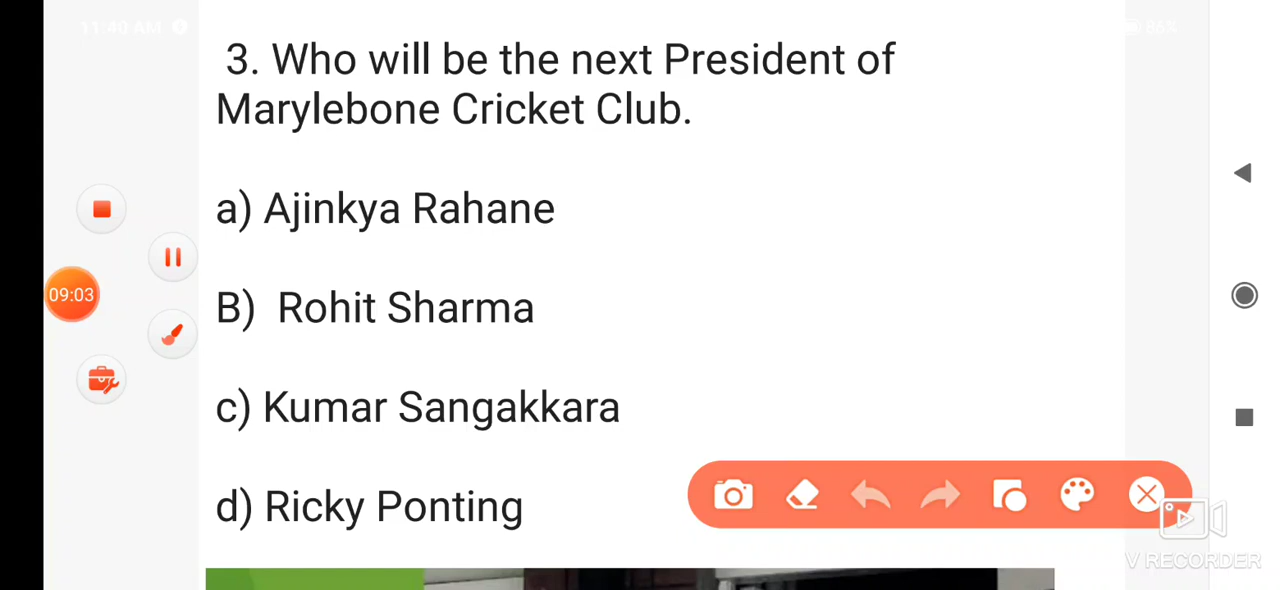 11:40 AM
86%
3. Who will be the next President of
Marylebone Cricket Club.
a) Ajinkya Rahane
B) Rohit Sharma
09:03
c) Kumar Sangakkara
d) Ricky Ponting
V RECORDER